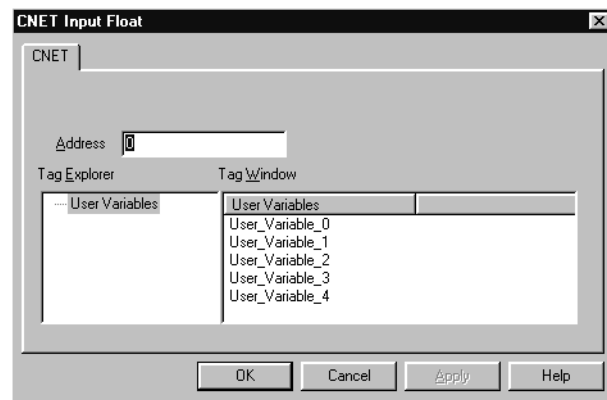 CNET Input Float
CNET
Address 0
Tag Explorer Tag Window
User Variables User Variables
User_Variable_0
User_Variable_1
User_Variable_2
User_Variable_3
User_Variable_4
OK Cancel Apply Help